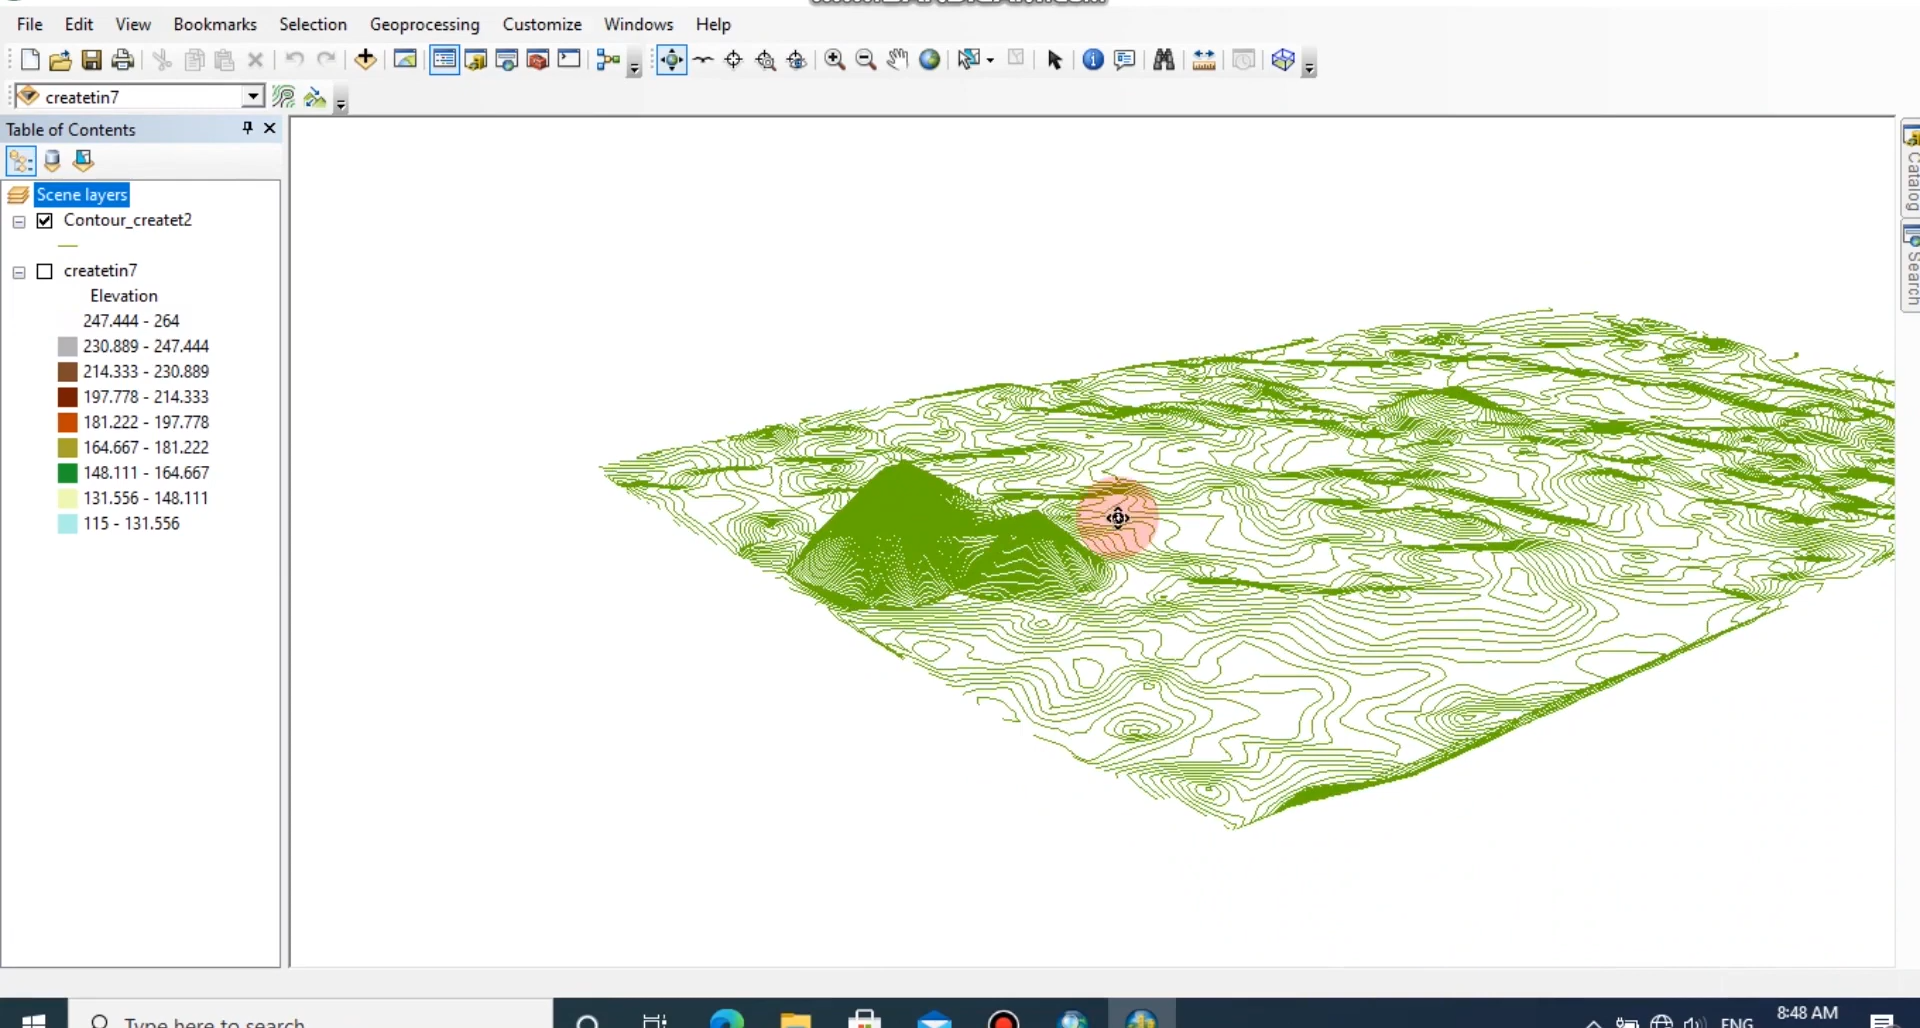 File Edit View Bookmarks Selection Geoprocessing Customize Windows Help
createtin7
Table of Contents
Scene layers
Contour_createt2
createtin7
Elevation
247.444 - 264
230.889 - 247.444
214.333 - 230.889
197.778 - 214.333
181.222 - 197.778
164.667 - 181.222
148.111 - 164.667
131.556 - 148.111
115 - 131.556
Catalog
Search
Type here to search
ENG
8:48 AM